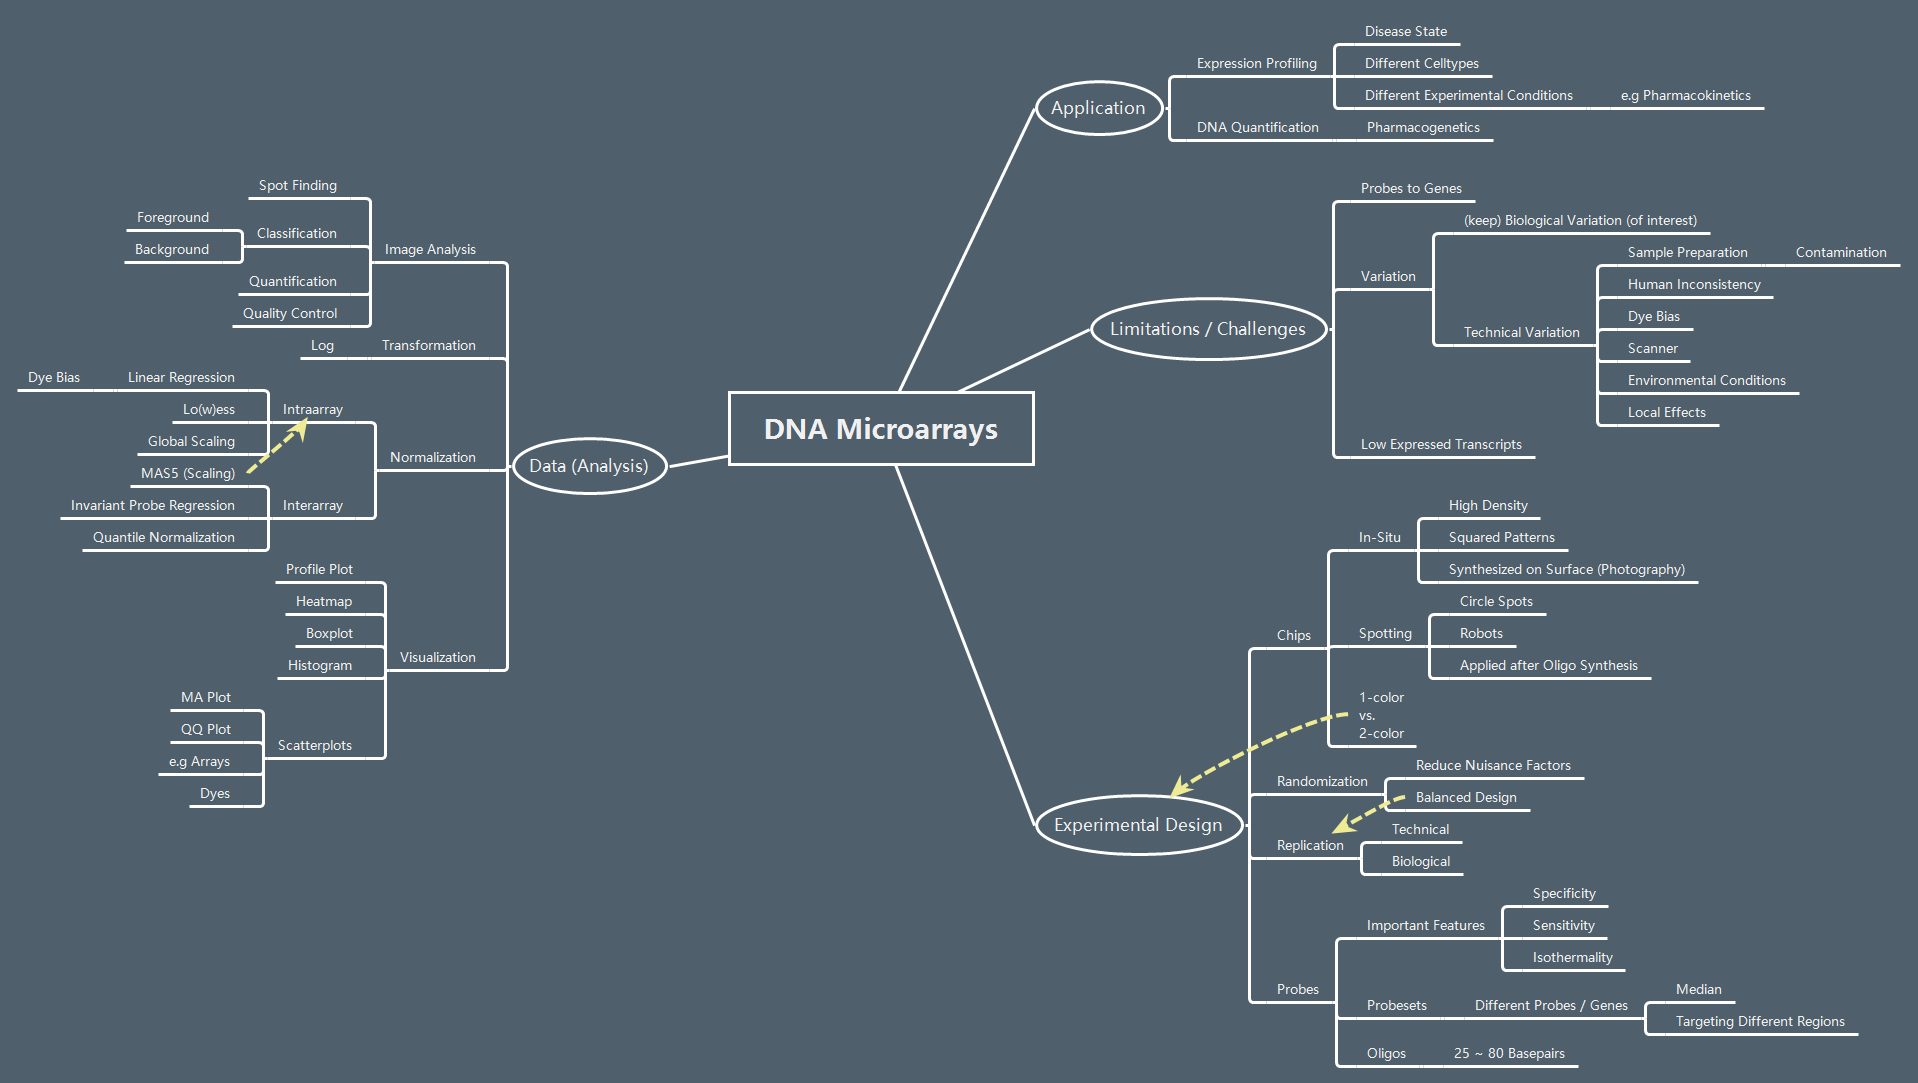 DNA Microarrays
Application
Expression Profiling
Disease State
Different Celltypes
Different Experimental Conditions
e.g Pharmacokinetics
DNA Quantification
Pharmacogenetics
Limitations / Challenges
Probes to Genes
Variation
(keep) Biological Variation (of interest)
Technical Variation
Sample Preparation
Contamination
Human Inconsistency
Dye Bias
Scanner
Environmental Conditions
Local Effects
Low Expressed Transcripts
Experimental Design
Chips
In-Situ
High Density
Squared Patterns
Synthesized on Surface (Photography)
Spotting
Circle Spots
Robots
Applied after Oligo Synthesis
1-color
vs.
2-color
Randomization
Reduce Nuisance Factors
Balanced Design
Replication
Technical
Biological
Probes
Important Features
Specificity
Sensitivity
Isothermality
Probesets
Different Probes / Genes
Median
Targeting Different Regions
Oligos
25 ~ 80 Basepairs
Data (Analysis)
Image Analysis
Spot Finding
Classification
Foreground
Background
Quantification
Quality Control
Transformation
Log
Normalization
Intraarray
Linear Regression
Dye Bias
Lo(w)ess
Global Scaling
Interarray
MAS5 (Scaling)
Invariant Probe Regression
Quantile Normalization
Visualization
Profile Plot
Heatmap
Boxplot
Histogram
Scatterplots
MA Plot
QQ Plot
e.g Arrays
Dyes